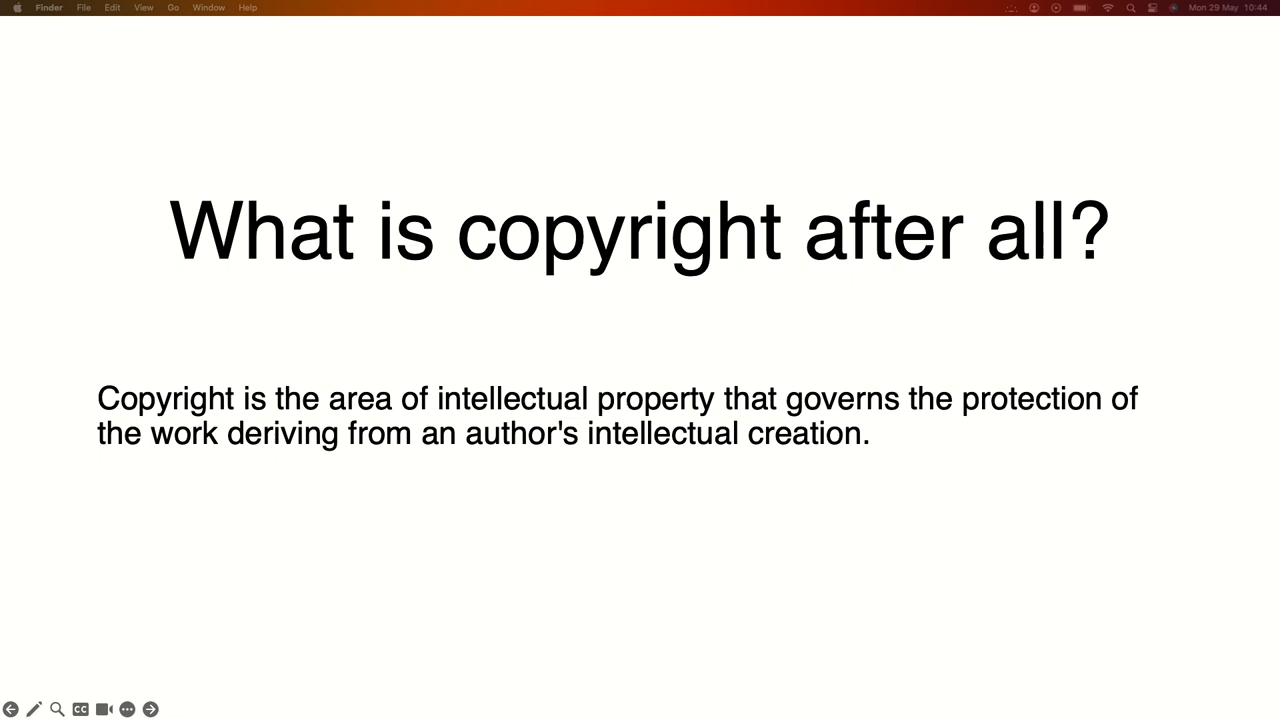 Finder File Edit View Go Window Help Mon 29 May 10:44
What is copyright after all?
Copyright is the area of intellectual property that governs the protection of
the work deriving from an author's intellectual creation.
CC